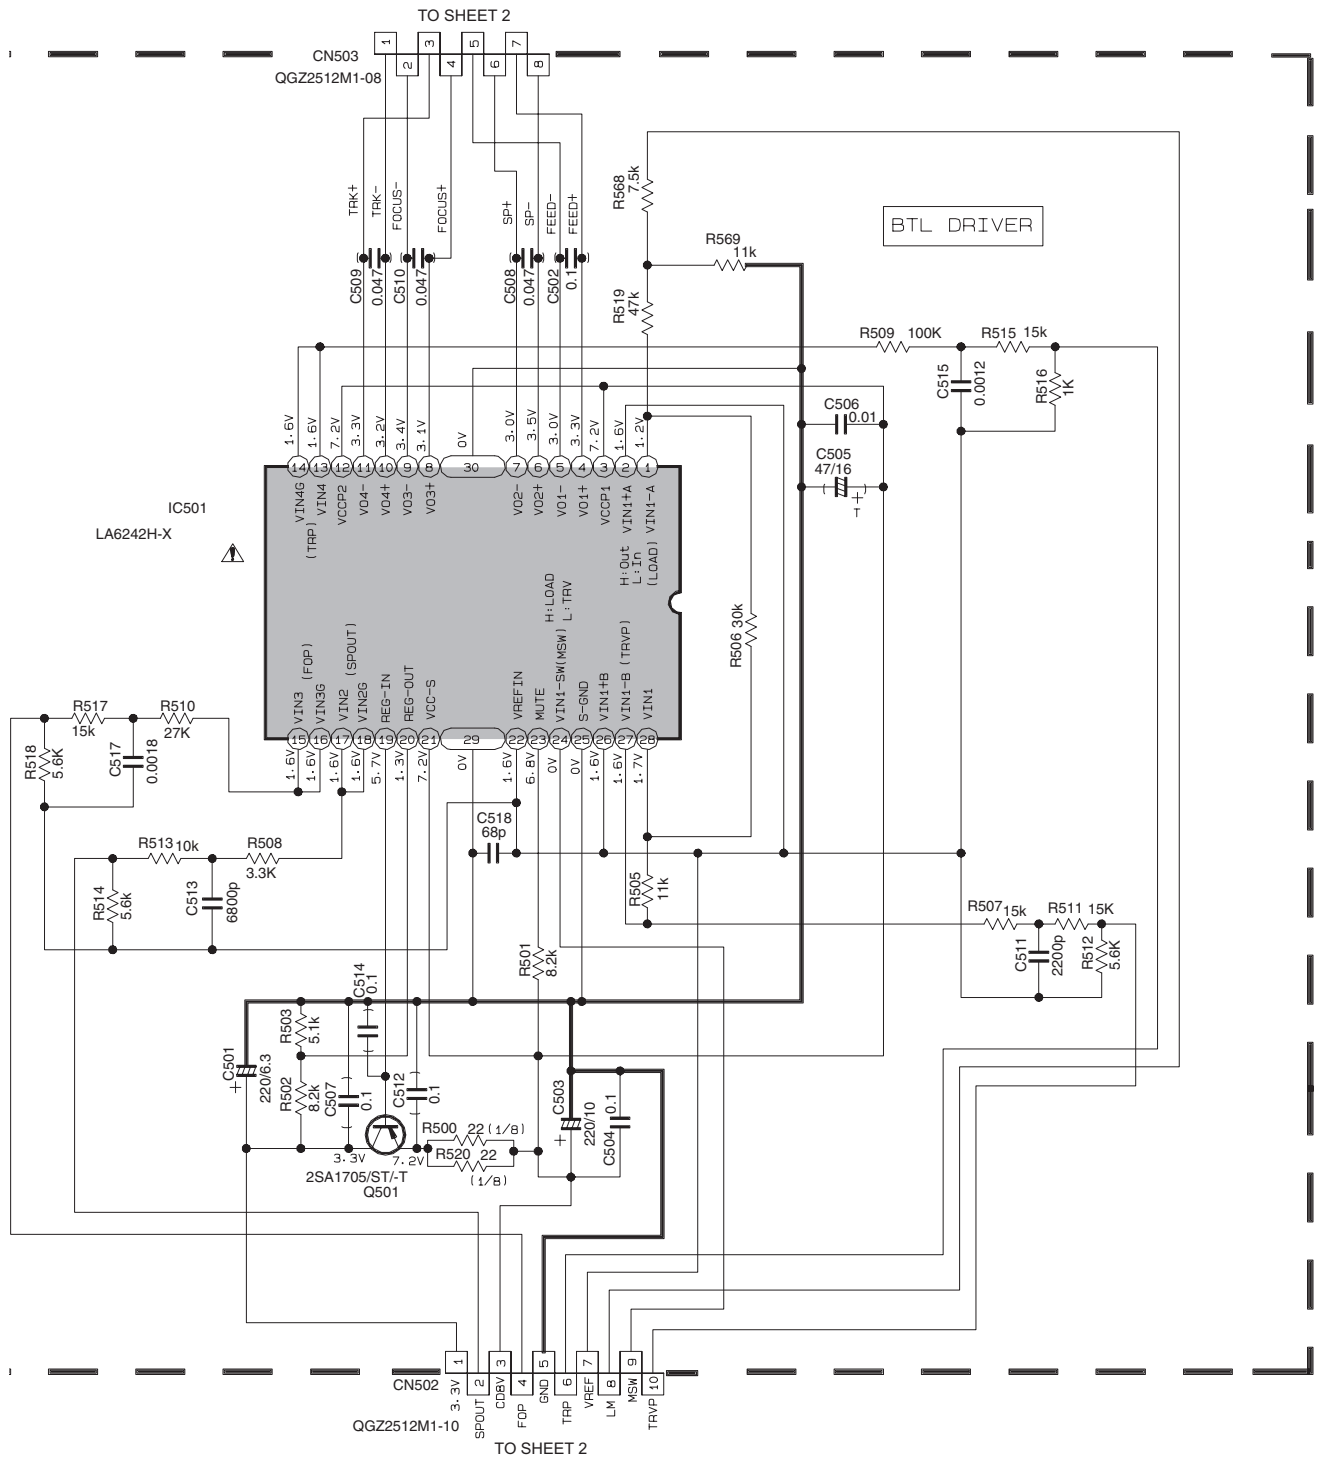 TO SHEET 2
CN503
QGZ2512M1-08
1
2
3
4
5
6
7
8
TRK+
TRK-
FOCUS-
FOCUS+
SP+
SP-
FEED-
FEED+
C509
0.047
C510
0.047
C508
0.047
C502
0.1
R568
7.5k
R569
11k
R519
47k
BTL DRIVER
R509 100K
R515 15k
C515
0.0012
R516
1K
C506
0.01
C505
47/16
+
T
1.6V
1.6V
7.2V
3.3V
3.2V
3.4V
3.1V
0V
3.0V
3.5V
3.0V
3.3V
7.2V
1.6V
1.2V
14
13
12
11
10
9
8
30
7
6
5
4
3
2
1
VIN4G
VIN4
(TRP)
VCCP2
VO4-
VO4+
VO3-
VO3+
VO2-
VO2+
VO1-
VO1+
VCCP1
VIN1+A
VIN1-A
H:Out
L:In
(LOAD)
IC501
LA6242H-X
H:LOAD
L:TRV
R506 30k
VIN3
(FOP)
VIN3G
VIN2
(SPOUT)
VIN2G
REG-IN
REG-OUT
VCC-S
VREFIN
MUTE
VIN1-SW(MSW)
S-GND
VIN1+B
VIN1-B (TRVP)
VIN1
15
16
17
18
19
20
21
29
22
23
24
25
26
27
28
1.6V
1.6V
1.6V
1.6V
5.7V
1.3V
7.2V
0V
1.6V
6.8V
0V
0V
1.6V
1.6V
1.7V
R517
15k
R510
27K
R518
5.6K
C517
0.0018
R513 10k
R508
3.3K
R514
5.6k
C513
6800p
C518
68p
R505
11k
R507 15k
R511 15K
C511
2200p
R512
5.6K
R501
8.2k
C514
0.1
R503
5.1k
C501
220/6.3
+
R502
8.2k
C507
0.1
C512
0.1
C503
220/10
+
C504
0.1
R500 22 (1/8)
R520 22
(1/8)
3.3V
7.2V
2SA1705/ST/-T
Q501
1
2
3
4
5
6
7
8
9
10
CN502
QGZ2512M1-10
3.3V
SPOUT
CD8V
FOP
GND
TRP
VREF
LM
MSW
TRVP
TO SHEET 2